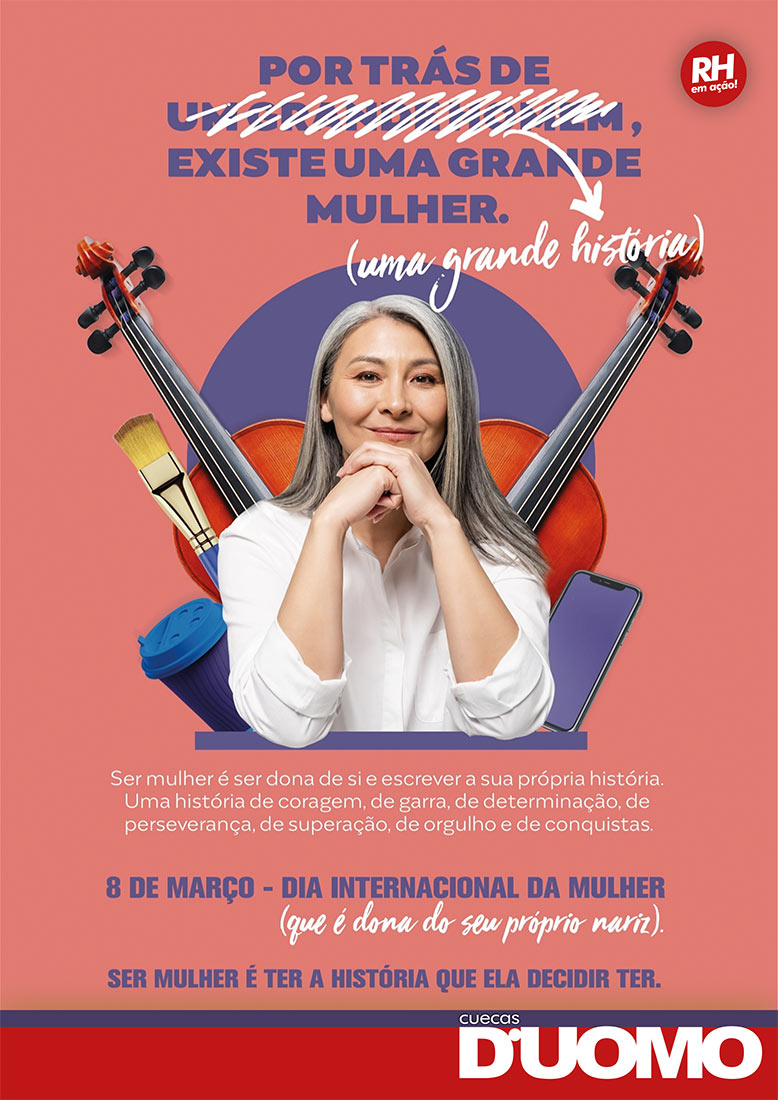 RH
em ação!
POR TRÁS DE
UM GRANDE HOMEM ,
EXISTE UMA GRANDE
MULHER.
(uma grande história)
Ser mulher é ser dona de si e escrever a sua própria história.
Uma história de coragem, de garra, de determinação, de
perseverança, de superação, de orgulho e de conquistas.
8 DE MARÇO - DIA INTERNACIONAL DA MULHER
(que é dona do seu próprio nariz).
SER MULHER É TER A HISTÓRIA QUE ELA DECIDIR TER.
cuecas
D'UOMO